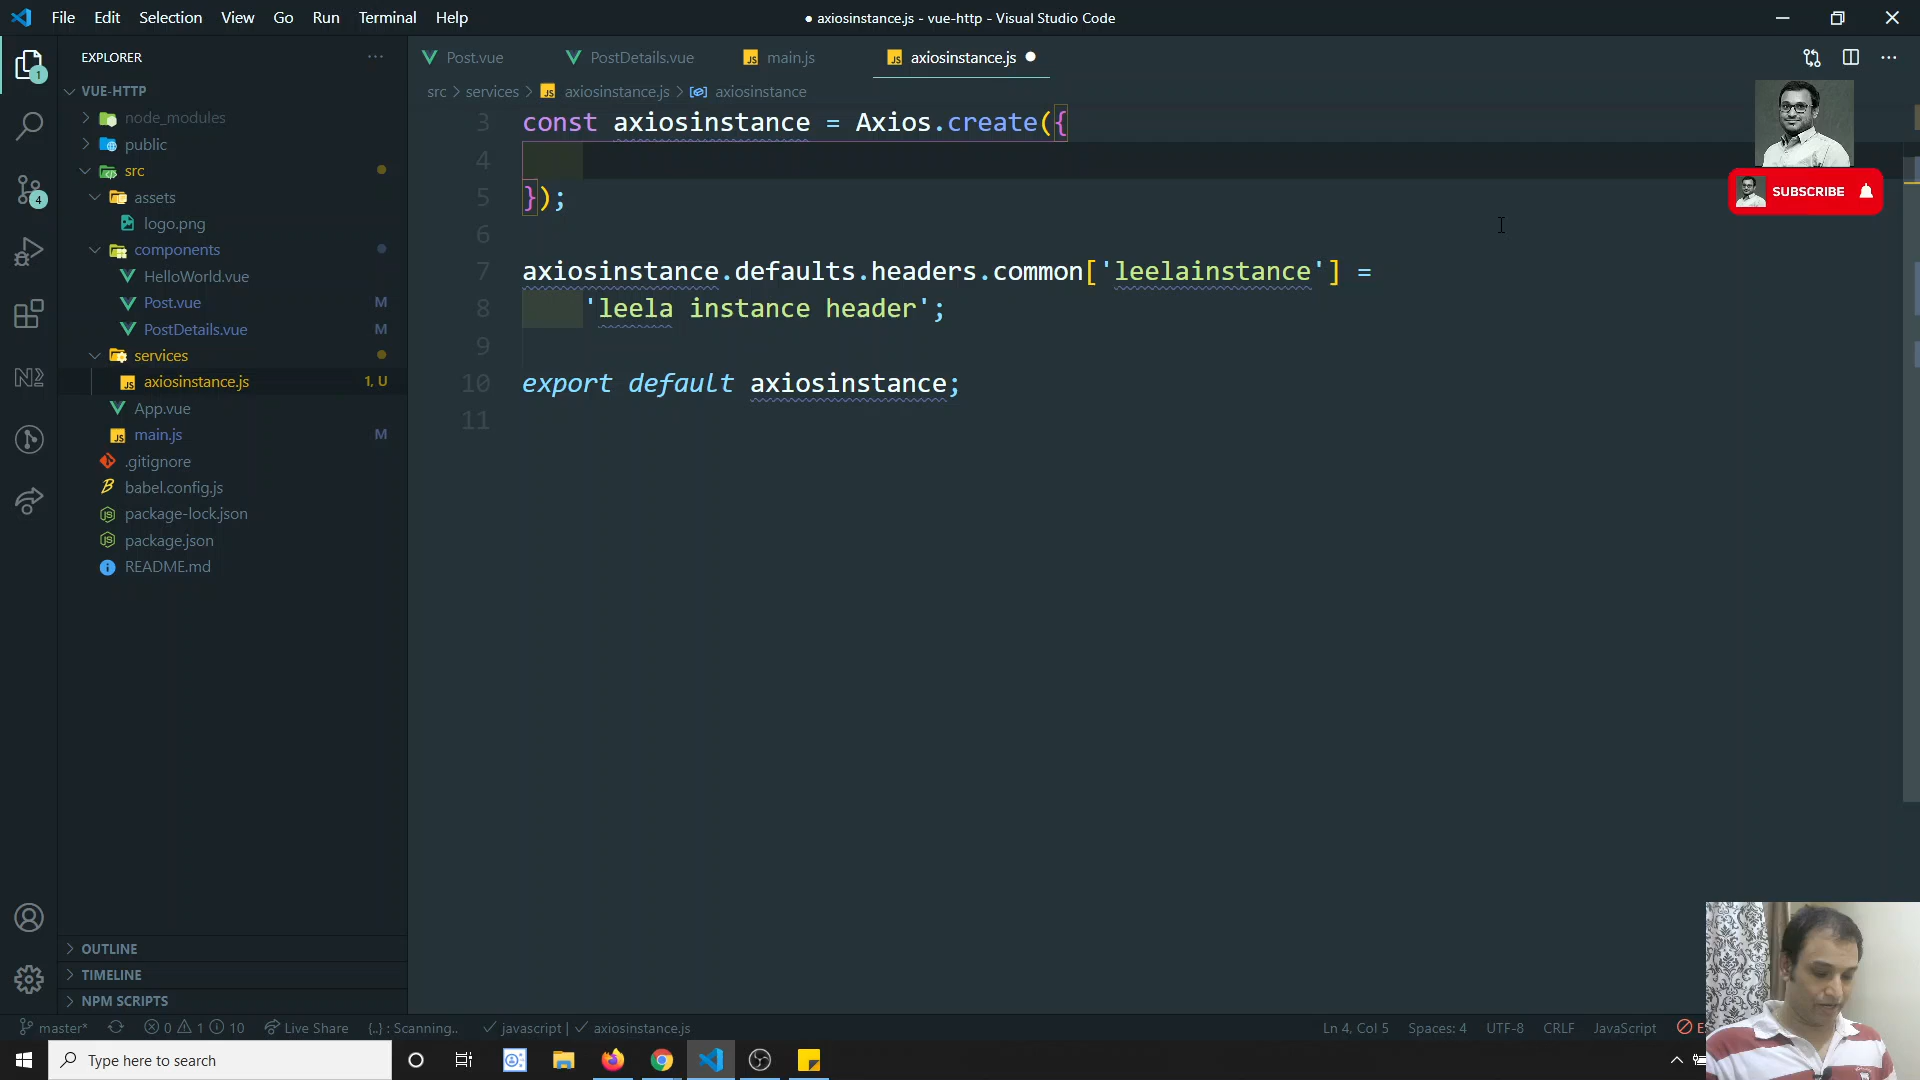 File Edit Selection View Go Run Terminal Help
● axiosinstance.js - vue-http - Visual Studio Code
EXPLORER
Post.vue
PostDetails.vue
main.js
axiosinstance.js
src > services > axiosinstance.js > axiosinstance
VUE-HTTP
node_modules
public
src
assets
logo.png
components
HelloWorld.vue
Post.vue M
PostDetails.vue M
services
axiosinstance.js 1, U
App.vue
main.js M
.gitignore
babel.config.js
package-lock.json
package.json
README.md
OUTLINE
TIMELINE
NPM SCRIPTS
3 const axiosinstance = Axios.create({
4
5 });
6
7 axiosinstance.defaults.headers.common['leelainstance'] =
8 'leela instance header';
9
10 export default axiosinstance;
11
SUBSCRIBE
1
4
master* 0 1 10 Live Share {..} : Scanning.. javascript | axiosinstance.js
Ln 4, Col 5 Spaces: 4 UTF-8 CRLF JavaScript
Type here to search